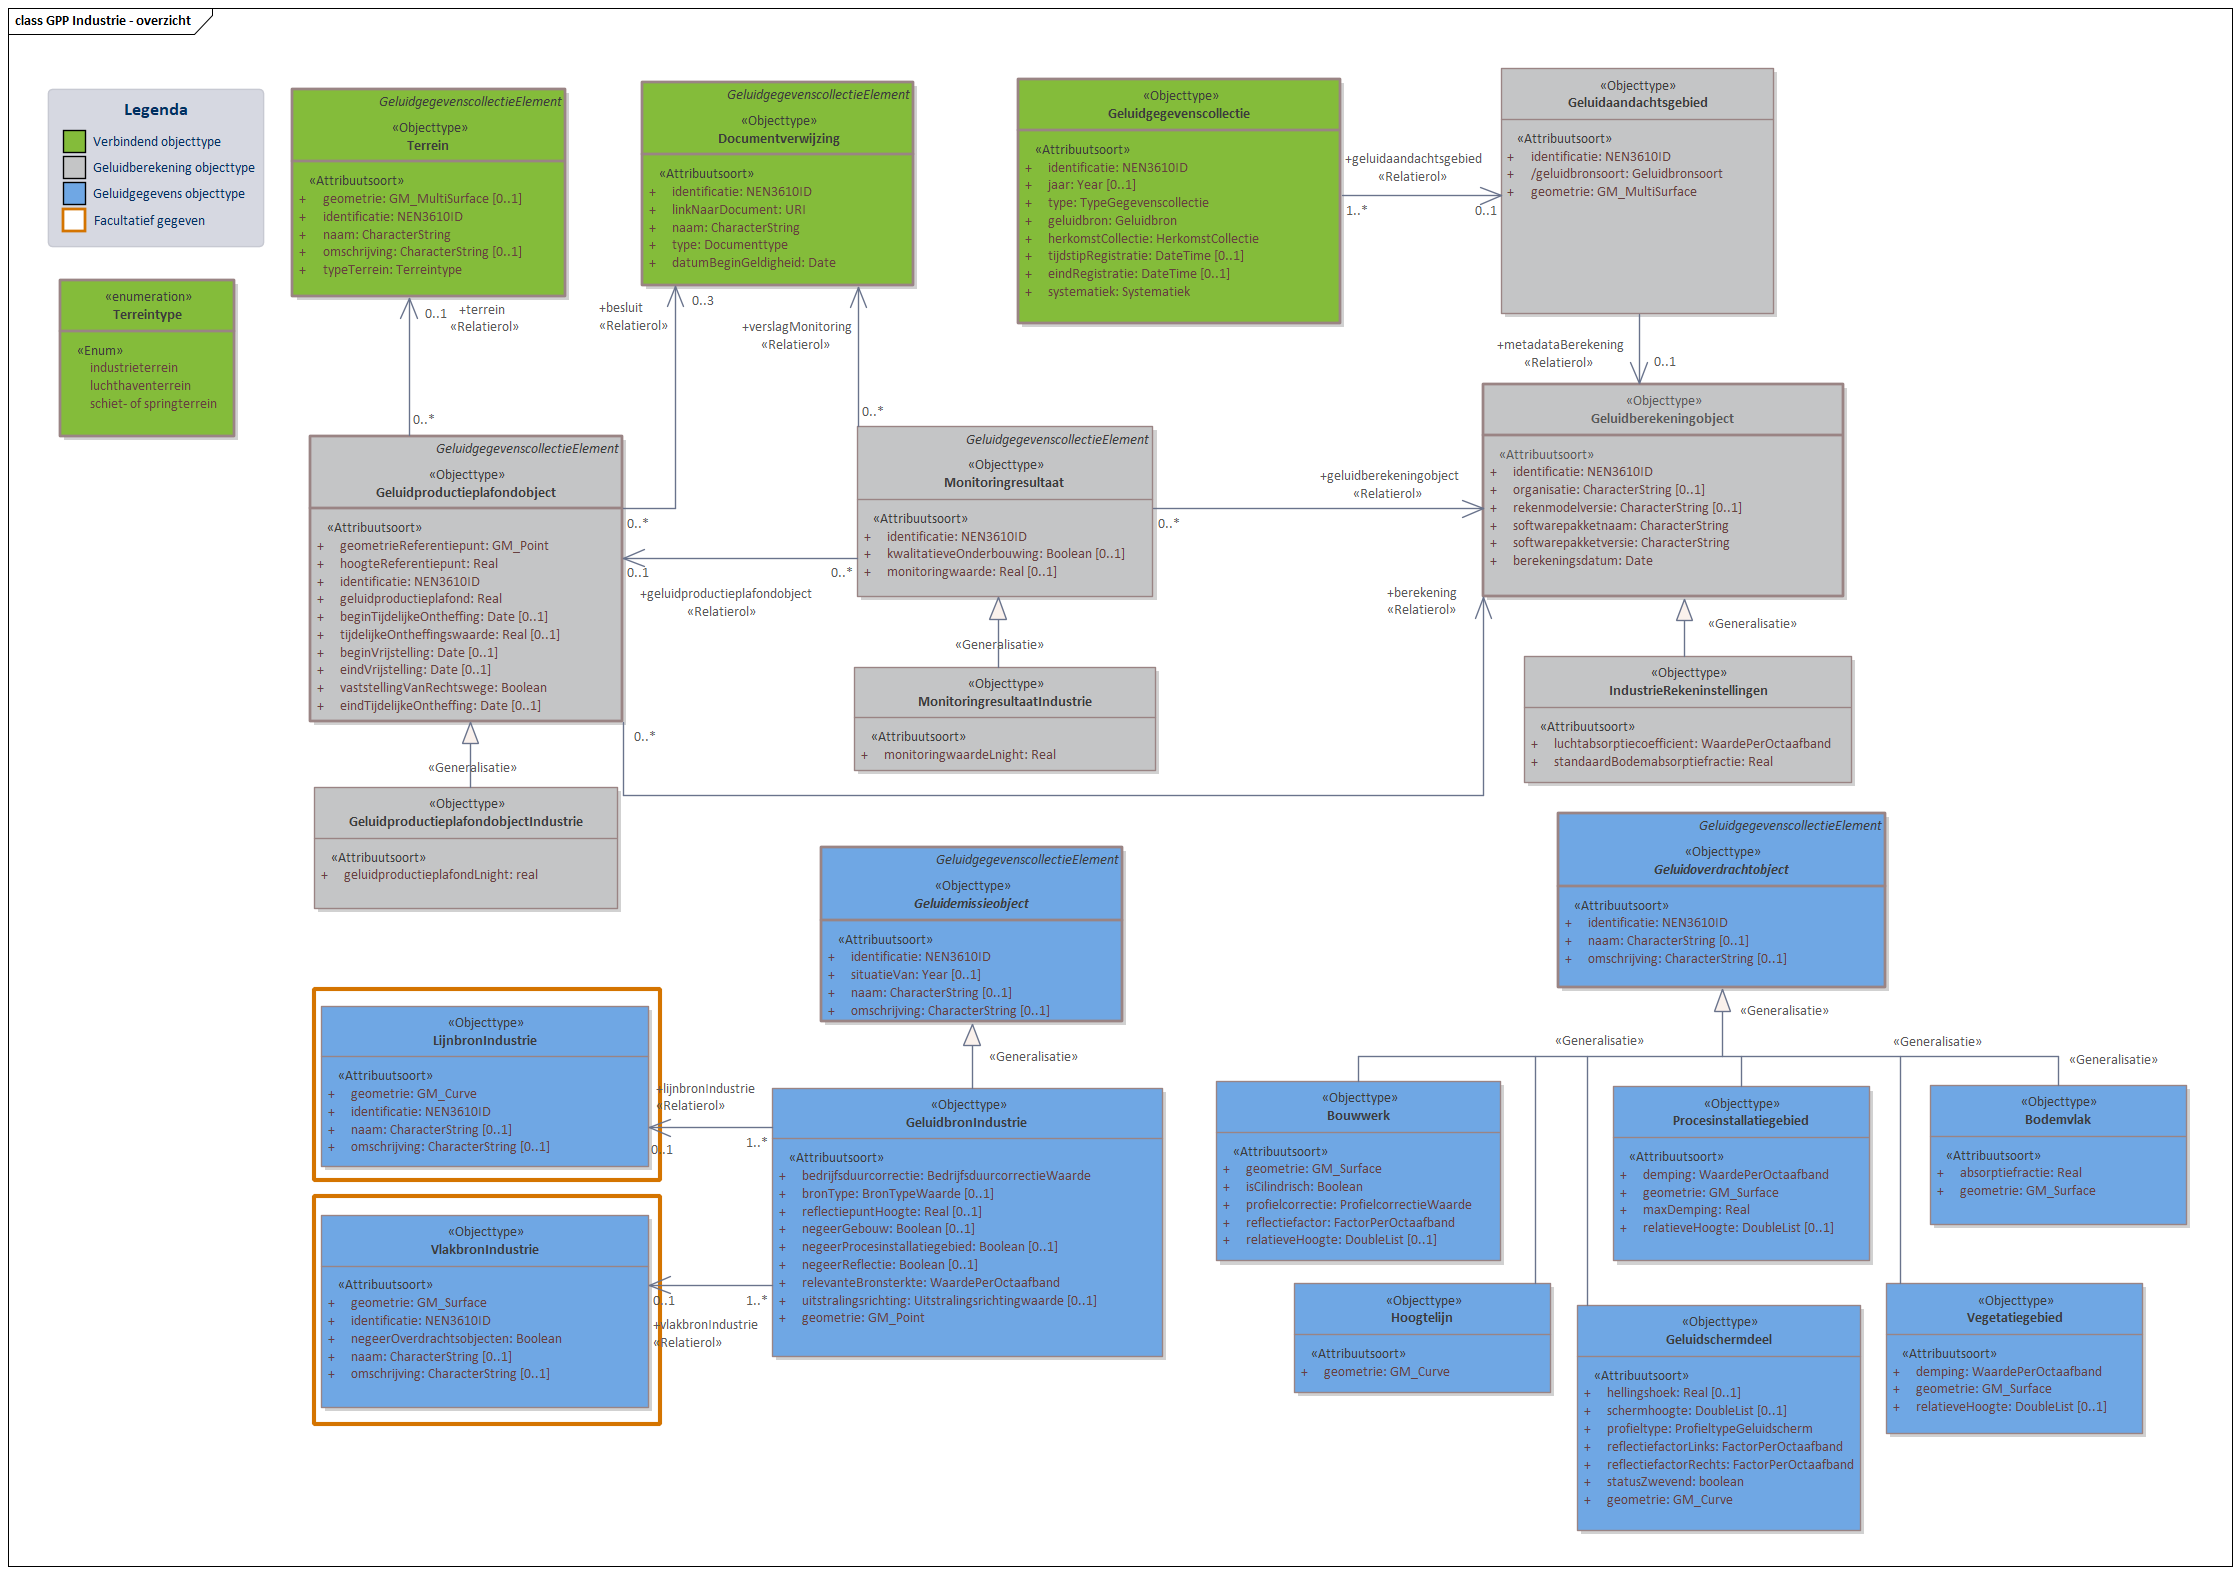 class GPP Industrie - overzicht
Legenda
Verbindend objecttype
Geluidberekening objecttype
Geluidgegevens objecttype
Facultatief gegeven
«enumeration»
Terreintype
«Enum»
industrieterrein
luchthaventerrein
schiet- of springterrein
GeluidgegevenscollectieElement
«Objecttype»
Terrein
«Attribuutsoort»
+ geometrie: GM_MultiSurface [0..1]
+ identificatie: NEN3610ID
+ naam: CharacterString
+ omschrijving: CharacterString [0..1]
+ typeTerrein: Terreintype
GeluidgegevenscollectieElement
«Objecttype»
Documentverwijzing
«Attribuutsoort»
+ identificatie: NEN3610ID
+ linkNaarDocument: URI
+ naam: CharacterString
+ type: Documenttype
+ datumBeginGeldigheid: Date
«Objecttype»
Geluidgegevenscollectie
«Attribuutsoort»
+ identificatie: NEN3610ID
+ jaar: Year [0..1]
+ type: TypeGegevenscollectie
+ geluidbron: Geluidbron
+ herkomstCollectie: HerkomstCollectie
+ tijdstipRegistratie: DateTime [0..1]
+ eindRegistratie: DateTime [0..1]
+ systematiek: Systematiek
+geluidaandachtsgebied
«Relatierol»
1..*
0..1
«Objecttype»
Geluidaandachtsgebied
«Attribuutsoort»
+ identificatie: NEN3610ID
+ /geluidbronsoort: Geluidbronsoort
+ geometrie: GM_MultiSurface
0..1
+terrein
«Relatierol»
0..*
+besluit
«Relatierol»
0..3
0..*
+verslagMonitoring
«Relatierol»
0..*
+metadataBerekening
«Relatierol»
0..1
GeluidgegevenscollectieElement
«Objecttype»
Geluidproductieplafondobject
«Attribuutsoort»
+ geometrieReferentiepunt: GM_Point
+ hoogteReferentiepunt: Real
+ identificatie: NEN3610ID
+ geluidproductieplafond: Real
+ beginTijdelijkeOntheffing: Date [0..1]
+ tijdelijkeOntheffingswaarde: Real [0..1]
+ beginVrijstelling: Date [0..1]
+ eindVrijstelling: Date [0..1]
+ vaststellingVanRechtswege: Boolean
+ eindTijdelijkeOntheffing: Date [0..1]
GeluidgegevenscollectieElement
«Objecttype»
Monitoringresultaat
«Attribuutsoort»
+ identificatie: NEN3610ID
+ kwalitatieveOnderbouwing: Boolean [0..1]
+ monitoringwaarde: Real [0..1]
0..1
0..*
+geluidproductieplafondobject
«Relatierol»
+geluidberekeningobject
«Relatierol»
0..*
«Objecttype»
Geluidberekeningobject
«Attribuutsoort»
+ identificatie: NEN3610ID
+ organisatie: CharacterString [0..1]
+ rekenmodelversie: CharacterString [0..1]
+ softwarepakketnaam: CharacterString
+ softwarepakketversie: CharacterString
+ berekeningsdatum: Date
+berekening
«Relatierol»
0..*
«Generalisatie»
«Objecttype»
MonitoringresultaatIndustrie
«Attribuutsoort»
+ monitoringwaardeLnight: Real
«Generalisatie»
«Objecttype»
IndustrieRekeninstellingen
«Attribuutsoort»
+ luchtabsorptiecoefficient: WaardePerOctaafband
+ standaardBodemabsorptiefractie: Real
«Generalisatie»
«Objecttype»
GeluidproductieplafondobjectIndustrie
«Attribuutsoort»
+ geluidproductieplafondLnight: real
GeluidgegevenscollectieElement
«Objecttype»
Geluidemissieobject
«Attribuutsoort»
+ identificatie: NEN3610ID
+ situatieVan: Year [0..1]
+ naam: CharacterString [0..1]
+ omschrijving: CharacterString [0..1]
GeluidgegevenscollectieElement
«Objecttype»
Geluidoverdrachtobject
«Attribuutsoort»
+ identificatie: NEN3610ID
+ naam: CharacterString [0..1]
+ omschrijving: CharacterString [0..1]
«Objecttype»
LijnbronIndustrie
«Attribuutsoort»
+ geometrie: GM_Curve
+ identificatie: NEN3610ID
+ naam: CharacterString [0..1]
+ omschrijving: CharacterString [0..1]
+lijnbronIndustrie
«Relatierol»
0..1
1..*
«Objecttype»
VlakbronIndustrie
«Attribuutsoort»
+ geometrie: GM_Surface
+ identificatie: NEN3610ID
+ negeerOverdrachtsobjecten: Boolean
+ naam: CharacterString [0..1]
+ omschrijving: CharacterString [0..1]
0..1
1..*
+vlakbronIndustrie
«Relatierol»
«Generalisatie»
«Objecttype»
GeluidbronIndustrie
«Attribuutsoort»
+ bedrijfsduurcorrectie: BedrijfsduurcorrectieWaarde
+ bronType: BronTypeWaarde [0..1]
+ reflectiepuntHoogte: Real [0..1]
+ negeerGebouw: Boolean [0..1]
+ negeerProcesinstallatiegebied: Boolean [0..1]
+ negeerReflectie: Boolean [0..1]
+ relevanteBronsterkte: WaardePerOctaafband
+ uitstralingsrichting: Uitstralingsrichtingwaarde [0..1]
+ geometrie: GM_Point
«Generalisatie»
«Generalisatie»
«Generalisatie»
«Generalisatie»
«Objecttype»
Bouwwerk
«Attribuutsoort»
+ geometrie: GM_Surface
+ isCilindrisch: Boolean
+ profielcorrectie: ProfielcorrectieWaarde
+ reflectiefactor: FactorPerOctaafband
+ relatieveHoogte: DoubleList [0..1]
«Objecttype»
Procesinstallatiegebied
«Attribuutsoort»
+ demping: WaardePerOctaafband
+ geometrie: GM_Surface
+ maxDemping: Real
+ relatieveHoogte: DoubleList [0..1]
«Objecttype»
Bodemvlak
«Attribuutsoort»
+ absorptiefractie: Real
+ geometrie: GM_Surface
«Objecttype»
Hoogtelijn
«Attribuutsoort»
+ geometrie: GM_Curve
«Objecttype»
Geluidschermdeel
«Attribuutsoort»
+ hellingshoek: Real [0..1]
+ schermhoogte: DoubleList [0..1]
+ profieltype: ProfieltypeGeluidscherm
+ reflectiefactorLinks: FactorPerOctaafband
+ reflectiefactorRechts: FactorPerOctaafband
+ statusZwevend: boolean
+ geometrie: GM_Curve
«Objecttype»
Vegetatiegebied
«Attribuutsoort»
+ demping: WaardePerOctaafband
+ geometrie: GM_Surface
+ relatieveHoogte: DoubleList [0..1]